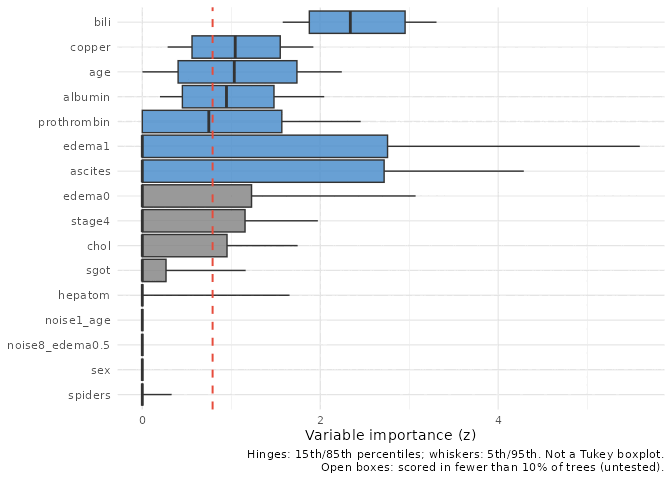 bili
copper
age
albumin
prothrombin
edema1
ascites
edema0
stage4
chol
sgot
hepatom
noise1_age
noise8_edema0.5
sex
spiders
0 2 4
Variable importance (z)
Hinges: 15th/85th percentiles; whiskers: 5th/95th. Not a Tukey boxplot.
Open boxes: scored in fewer than 10% of trees (untested).